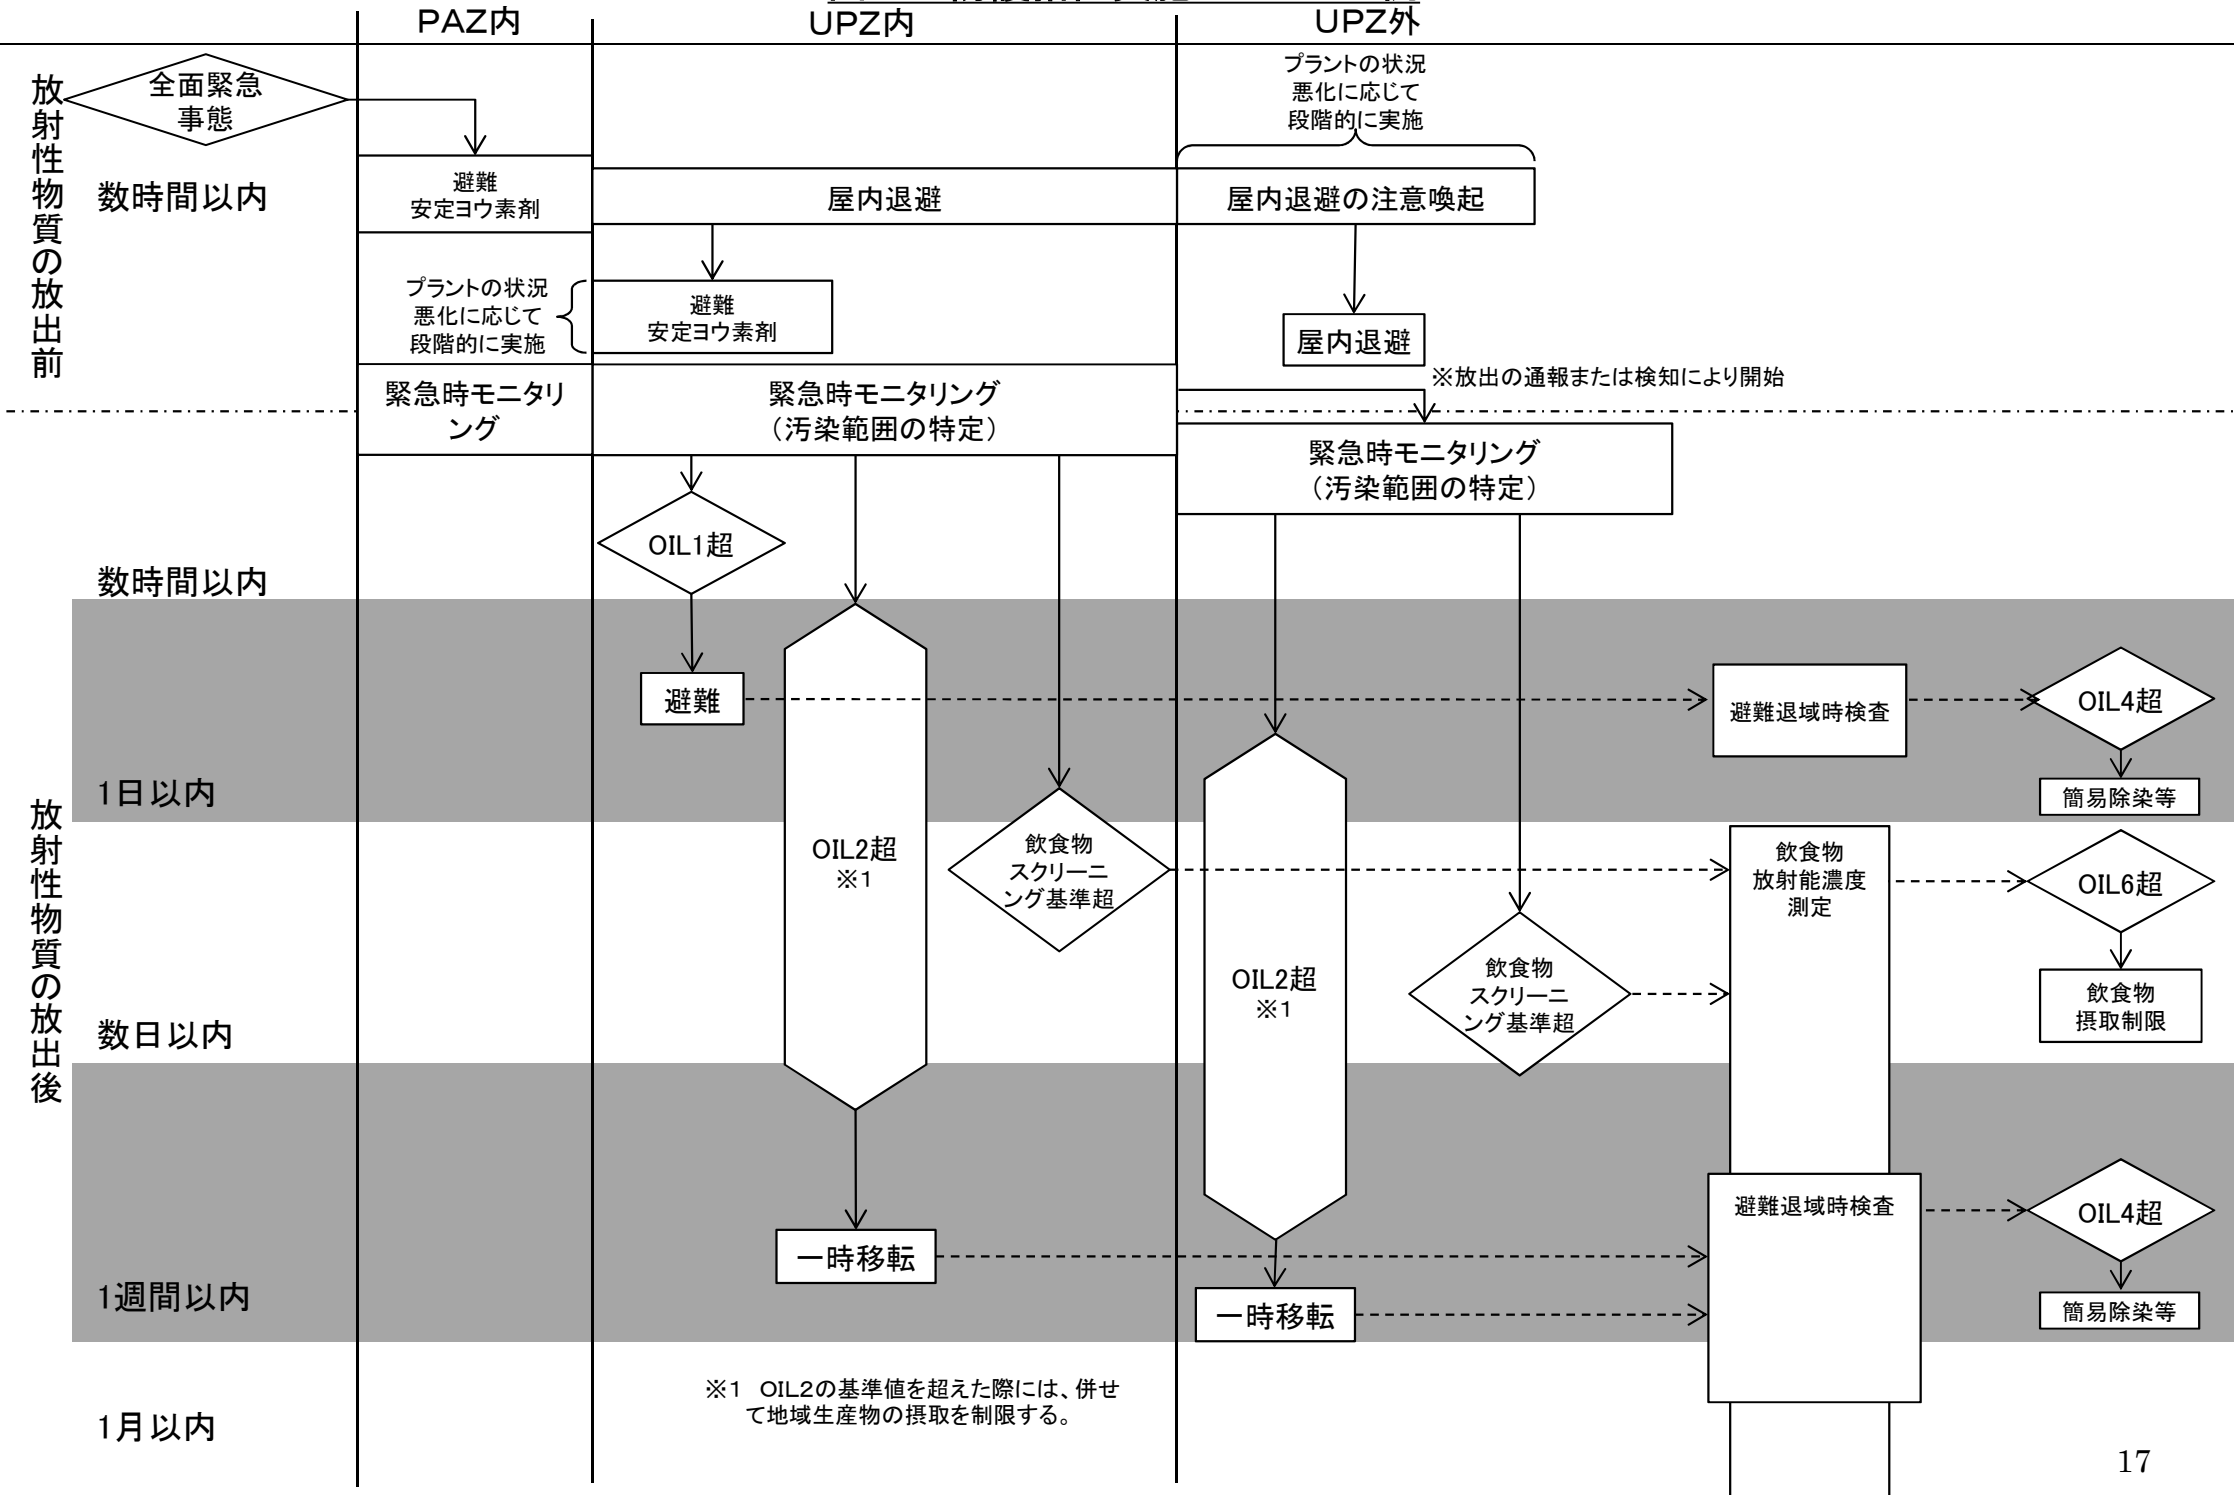 PAZ内
UPZ内
UPZ外
放射性物質の放出前
全面緊急
事態
プラントの状況
悪化に応じて
段階的に実施
数時間以内
避難
安定ヨウ素剤
屋内退避
屋内退避の注意喚起
プラントの状況
悪化に応じて
段階的に実施
避難
安定ヨウ素剤
屋内退避
※放出の通報または検知により開始
緊急時モニタリ
ング
緊急時モニタリング
（汚染範囲の特定）
緊急時モニタリング
（汚染範囲の特定）
放射性物質の放出後
数時間以内
OIL1超
避難
避難退域時検査
OIL4超
簡易除染等
1日以内
OIL2超
※1
飲食物
スクリーニ
ング基準超
OIL2超
※1
飲食物
スクリーニ
ング基準超
飲食物
放射能濃度
測定
OIL6超
飲食物
摂取制限
数日以内
避難退域時検査
OIL4超
簡易除染等
一時移転
一時移転
1週間以内
※1　OIL2の基準値を超えた際には、併せ
て地域生産物の摂取を制限する。
1月以内
17